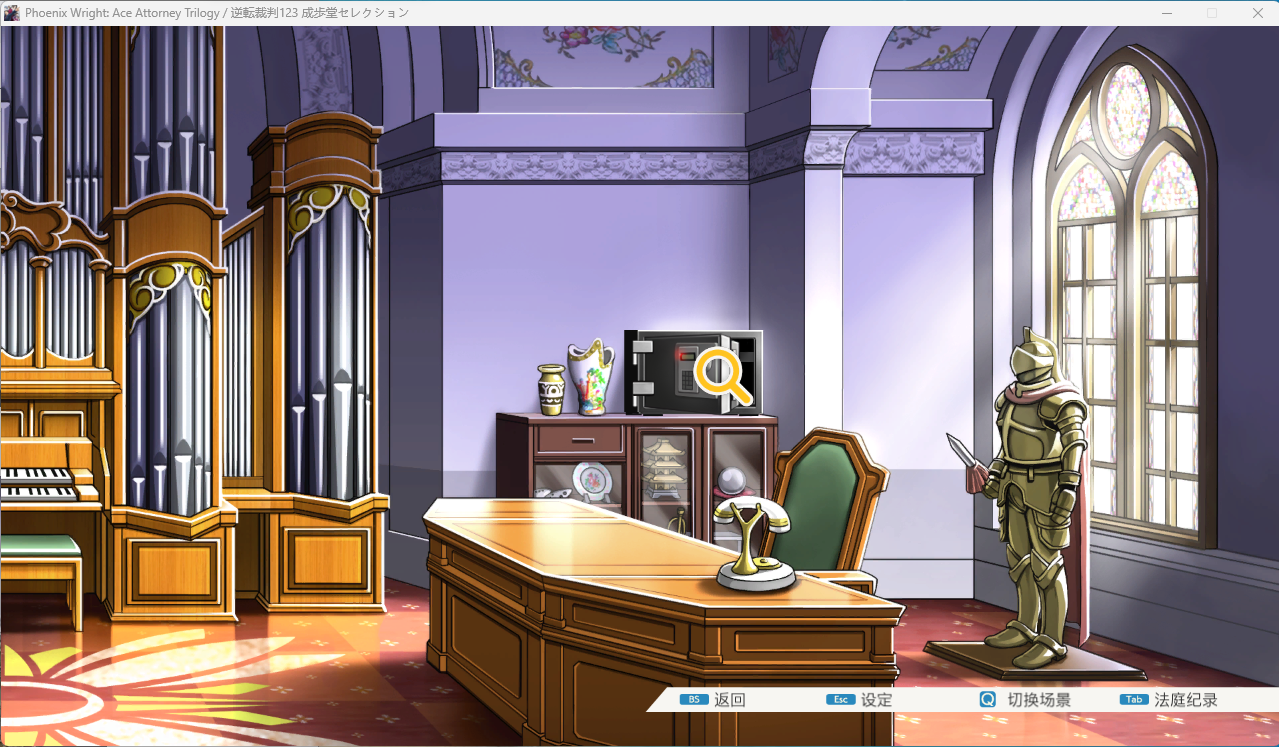 Phoenix Wright: Ace Attorney Trilogy / 逆転裁判123 成歩堂セレクション
BS 返回 Esc 设定 Q 切换场景 Tab 法庭纪录